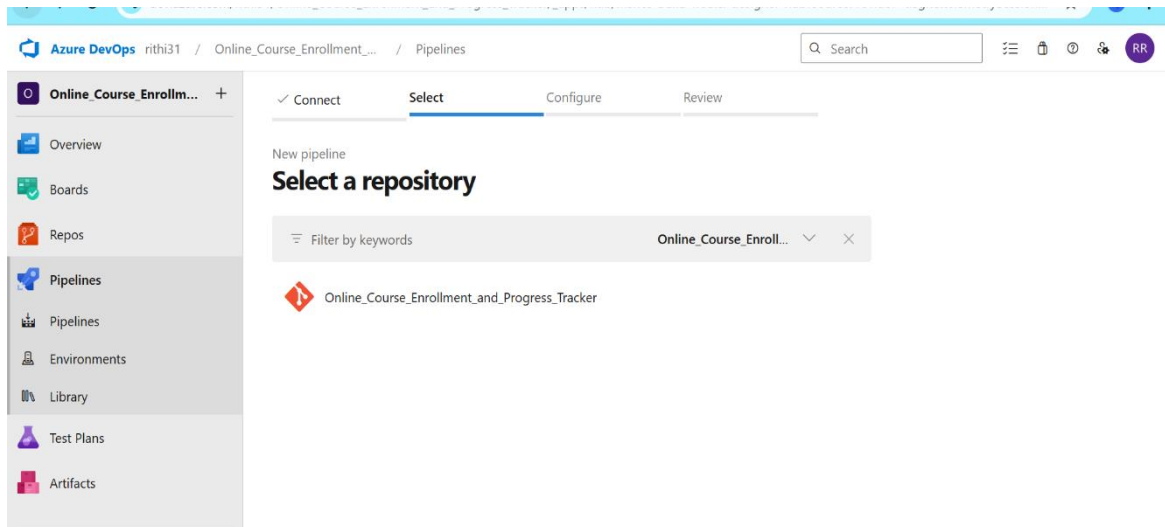 Azure DevOps rithi31 / Online_Course_Enrollment_... / Pipelines Search RR
O Online_Course_Enrollm... +
Connect Select Configure Review
Overview
New pipeline
Boards
Select a repository
Repos
Filter by keywords Online_Course_Enroll...
Pipelines
Online_Course_Enrollment_and_Progress_Tracker
Pipelines
Environments
Library
Test Plans
Artifacts